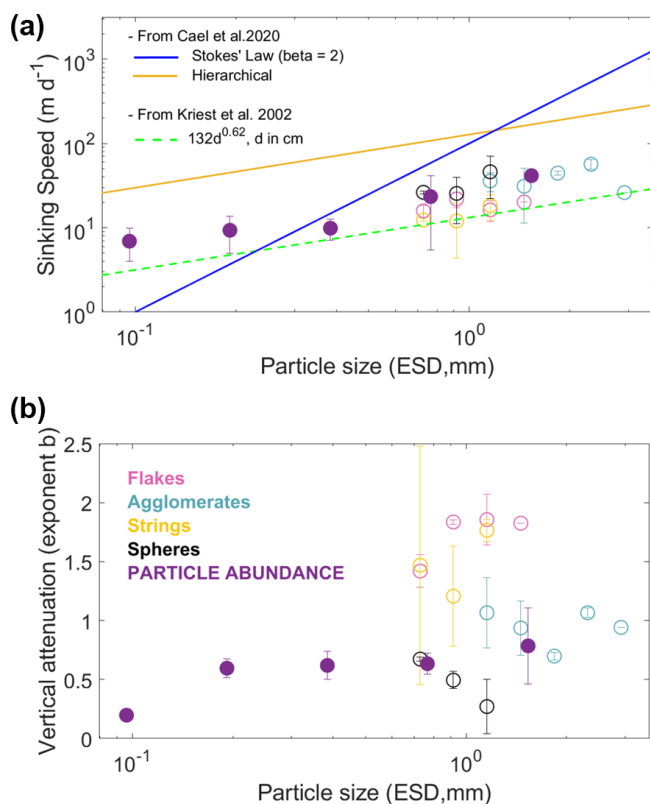 (a)
- From Cael et al.2020
Stokes' Law (beta = 2)
Hierarchical
- From Kriest et al. 2002
132d^0.62, d in cm
Sinking Speed (m d^-1)
10^3
10^2
10^1
10^0
10^-1
10^0
Particle size (ESD,mm)
(b)
Vertical attenuation (exponent b)
2.5
2
1.5
1
0.5
0
Flakes
Agglomerates
Strings
Spheres
PARTICLE ABUNDANCE
10^-1
10^0
Particle size (ESD,mm)